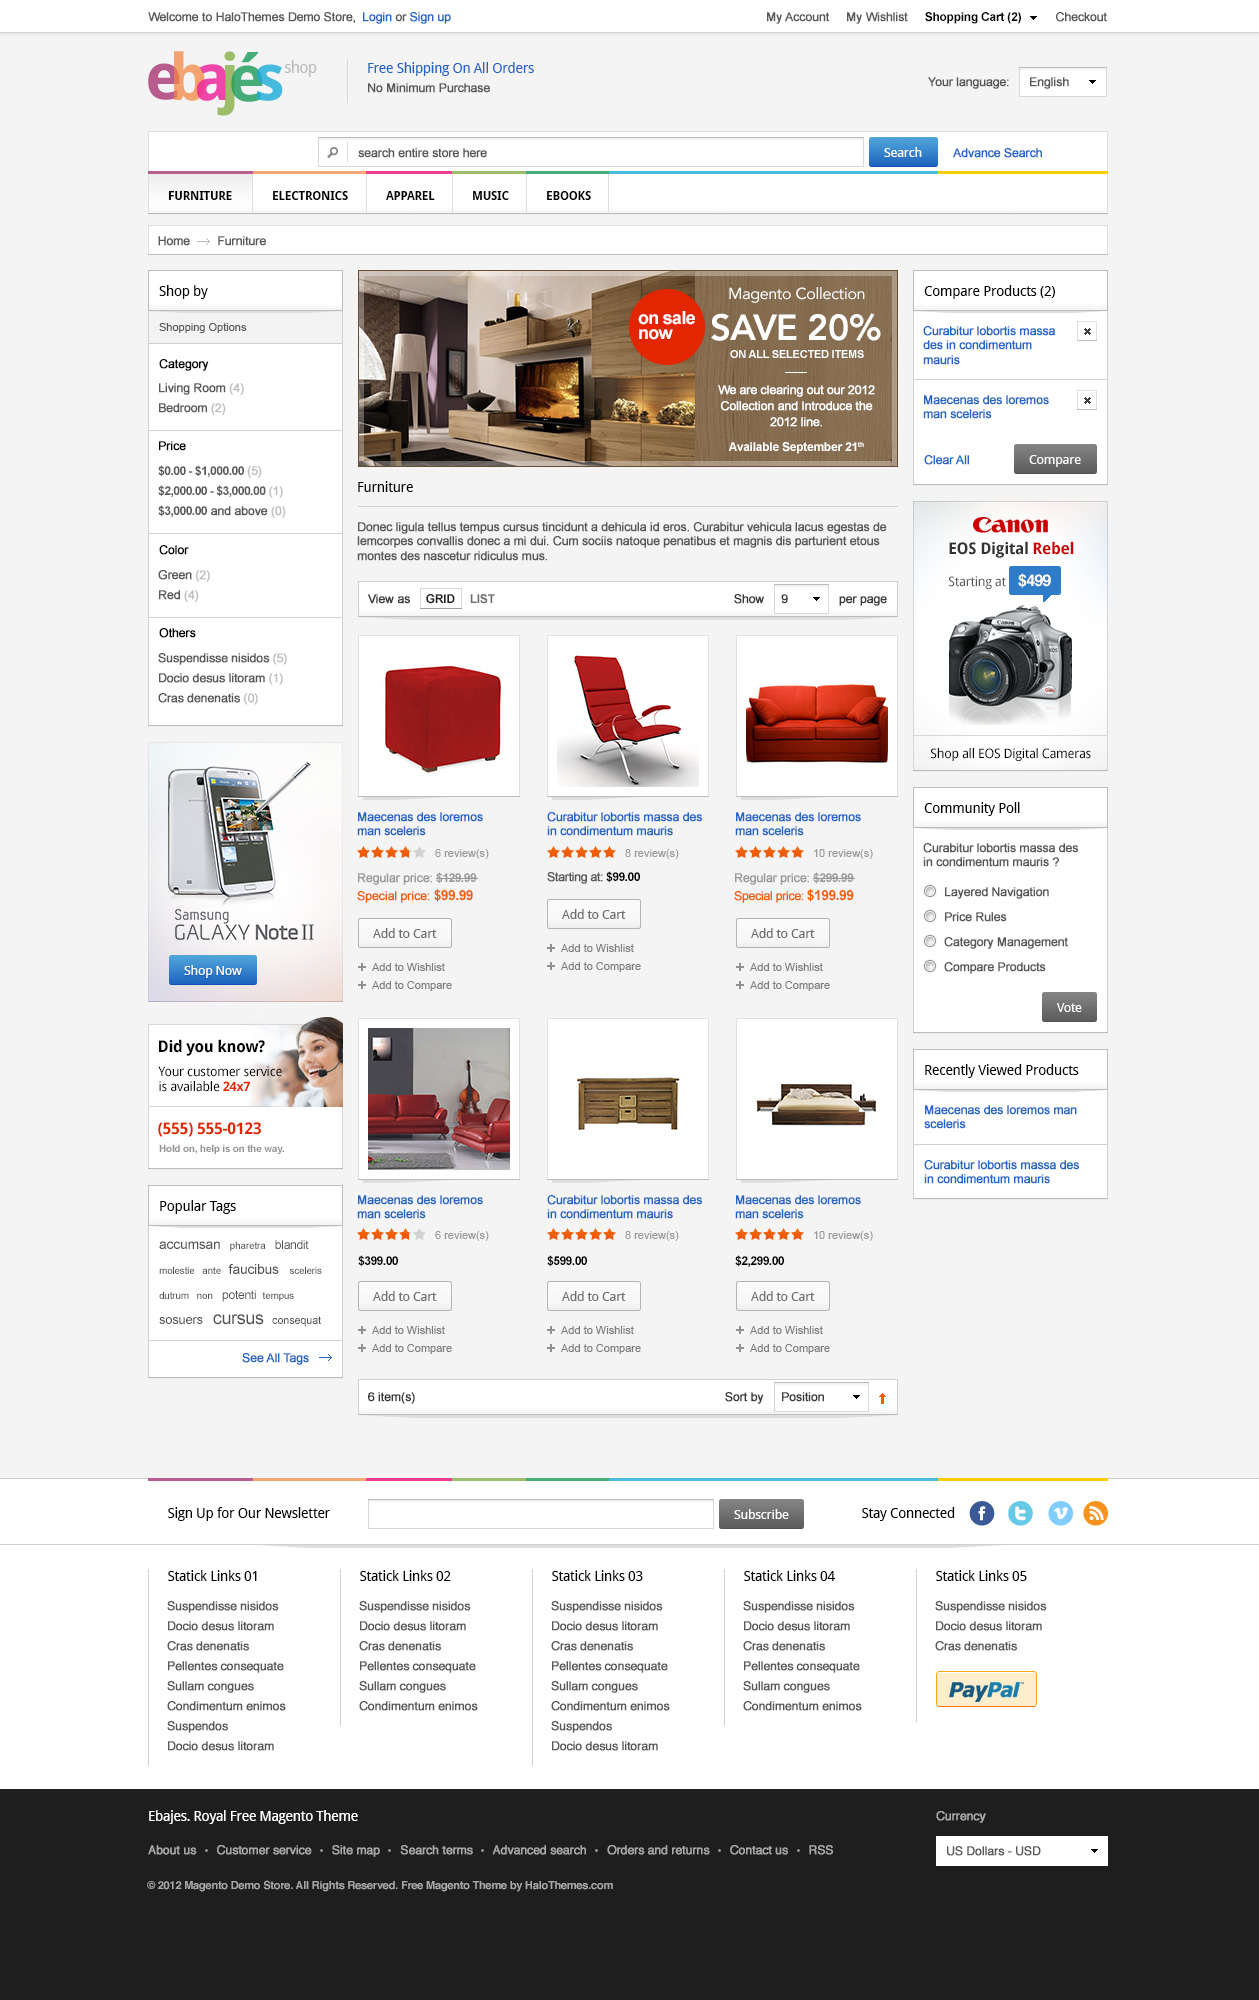 Welcome to HaloThemes Demo Store, Login or Sign up
My Account My Wishlist Shopping Cart (2) Checkout
ebajés shop
Free Shipping On All Orders
No Minimum Purchase
Your language: English
search entire store here Search Advance Search
FURNITURE ELECTRONICS APPAREL MUSIC EBOOKS
Home Furniture
Shop by
Shopping Options
Category
Living Room (4)
Bedroom (2)
Price
$0.00 - $1,000.00 (5)
$2,000.00 - $3,000.00 (1)
$3,000.00 and above (0)
Color
Green (2)
Red (4)
Others
Suspendisse nisidos (5)
Docio desus litoram (1)
Cras denenatis (0)
Samsung
GALAXY Note II
Shop Now
Did you know?
Your customer service
is available 24x7
(555) 555-0123
Hold on, help is on the way.
Popular Tags
accumsan pharetra blandit
molestie ante faucibus sceleris
dutrum non potenti tempus
sosuers cursus consequat
See All Tags
on sale
now
Magento Collection
SAVE 20%
ON ALL SELECTED ITEMS
We are clearing out our 2012
Collection and Introduce the
2012 line.
Available September 21th
Furniture
Donec ligula tellus tempus cursus tincidunt a dehicula id eros. Curabitur vehicula lacus egestas de
lemcorpes convallis donec a mi dui. Cum sociis natoque penatibus et magnis dis parturient etous
montes des nascetur ridiculus mus.
View as GRID LIST Show 9 per page
Maecenas des loremos
man sceleris
6 review(s)
Regular price: $129.99
Special price: $99.99
Add to Cart
Add to Wishlist
Add to Compare
Curabitur lobortis massa des
in condimentum mauris
8 review(s)
Starting at: $99.00
Add to Cart
Add to Wishlist
Add to Compare
Maecenas des loremos
man sceleris
10 review(s)
Regular price: $299.99
Special price: $199.99
Add to Cart
Add to Wishlist
Add to Compare
Maecenas des loremos
man sceleris
6 review(s)
$399.00
Add to Cart
Add to Wishlist
Add to Compare
Curabitur lobortis massa des
in condimentum mauris
8 review(s)
$599.00
Add to Cart
Add to Wishlist
Add to Compare
Maecenas des loremos
man sceleris
10 review(s)
$2,299.00
Add to Cart
Add to Wishlist
Add to Compare
6 item(s) Sort by Position
Compare Products (2)
Curabitur lobortis massa
des in condimentum
mauris
Maecenas des loremos
man sceleris
Clear All Compare
Canon
EOS Digital Rebel
Starting at $499
Shop all EOS Digital Cameras
Community Poll
Curabitur lobortis massa des
in condimentum mauris ?
Layered Navigation
Price Rules
Category Management
Compare Products
Vote
Recently Viewed Products
Maecenas des loremos man
sceleris
Curabitur lobortis massa des
in condimentum mauris
Sign Up for Our Newsletter Subscribe Stay Connected
Statick Links 01
Suspendisse nisidos
Docio desus litoram
Cras denenatis
Pellentes consequate
Sullam congues
Condimentum enimos
Suspendos
Docio desus litoram
Statick Links 02
Suspendisse nisidos
Docio desus litoram
Cras denenatis
Pellentes consequate
Sullam congues
Condimentum enimos
Statick Links 03
Suspendisse nisidos
Docio desus litoram
Cras denenatis
Pellentes consequate
Sullam congues
Condimentum enimos
Suspendos
Docio desus litoram
Statick Links 04
Suspendisse nisidos
Docio desus litoram
Cras denenatis
Pellentes consequate
Sullam congues
Condimentum enimos
Statick Links 05
Suspendisse nisidos
Docio desus litoram
Cras denenatis
PayPal
Ebajes. Royal Free Magento Theme
About us • Customer service • Site map • Search terms • Advanced search • Orders and returns • Contact us • RSS
© 2012 Magento Demo Store. All Rights Reserved. Free Magento Theme by HaloThemes.com
Currency
US Dollars - USD